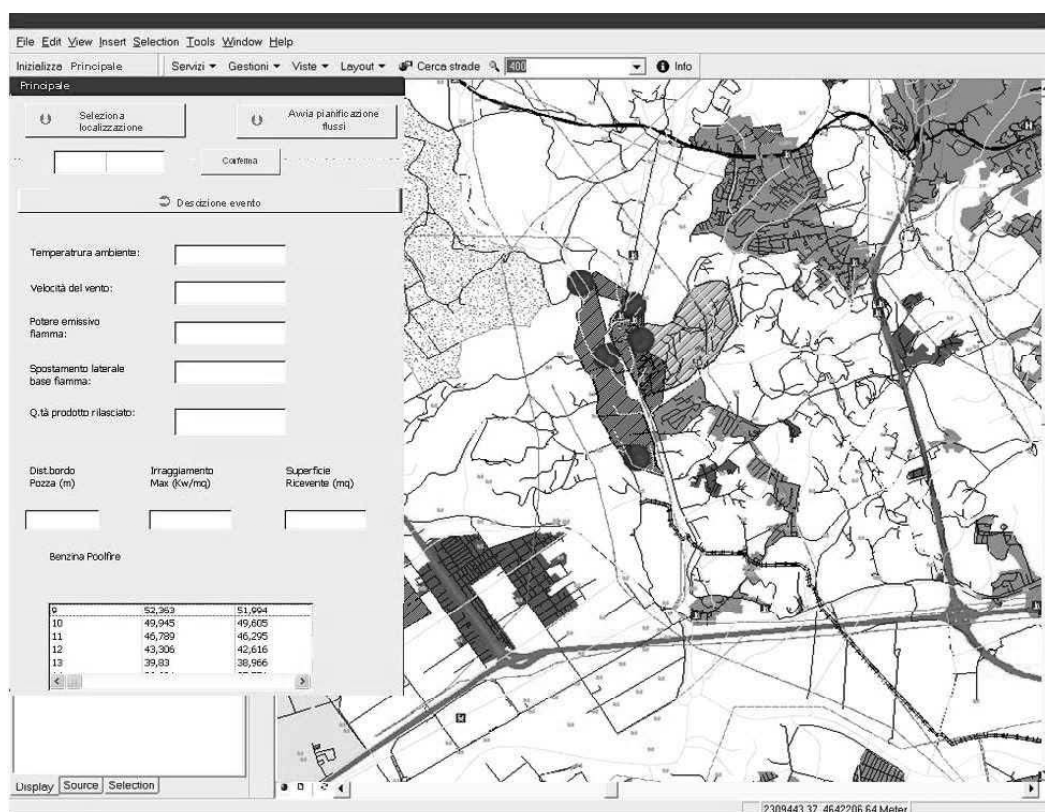 File Edit View Insert Selection Tools Window Help
Inizializza Principale Servizi Gestioni Viste Layout Cerca strade 400 Info
Principale
Seleziona localizzazione
Avvia pianificazione flussi
Conferma
Descizione evento
Temperatrura ambiente:
Velocità del vento:
Potere emissivo
fiamma:
Spostamento laterale
base fiamma:
Q.tà prodotto rilasciato:
Dist.bordo Irraggiamento Superficie
Pozza (m) Max (Kw/mq) Ricevente (mq)
Benzina Poolfire
9 52,363 51,994
10 49,945 49,605
11 46,789 46,295
12 43,306 42,616
13 39,83 38,966
Display Source Selection
2309443,37 4642206,64 Meter